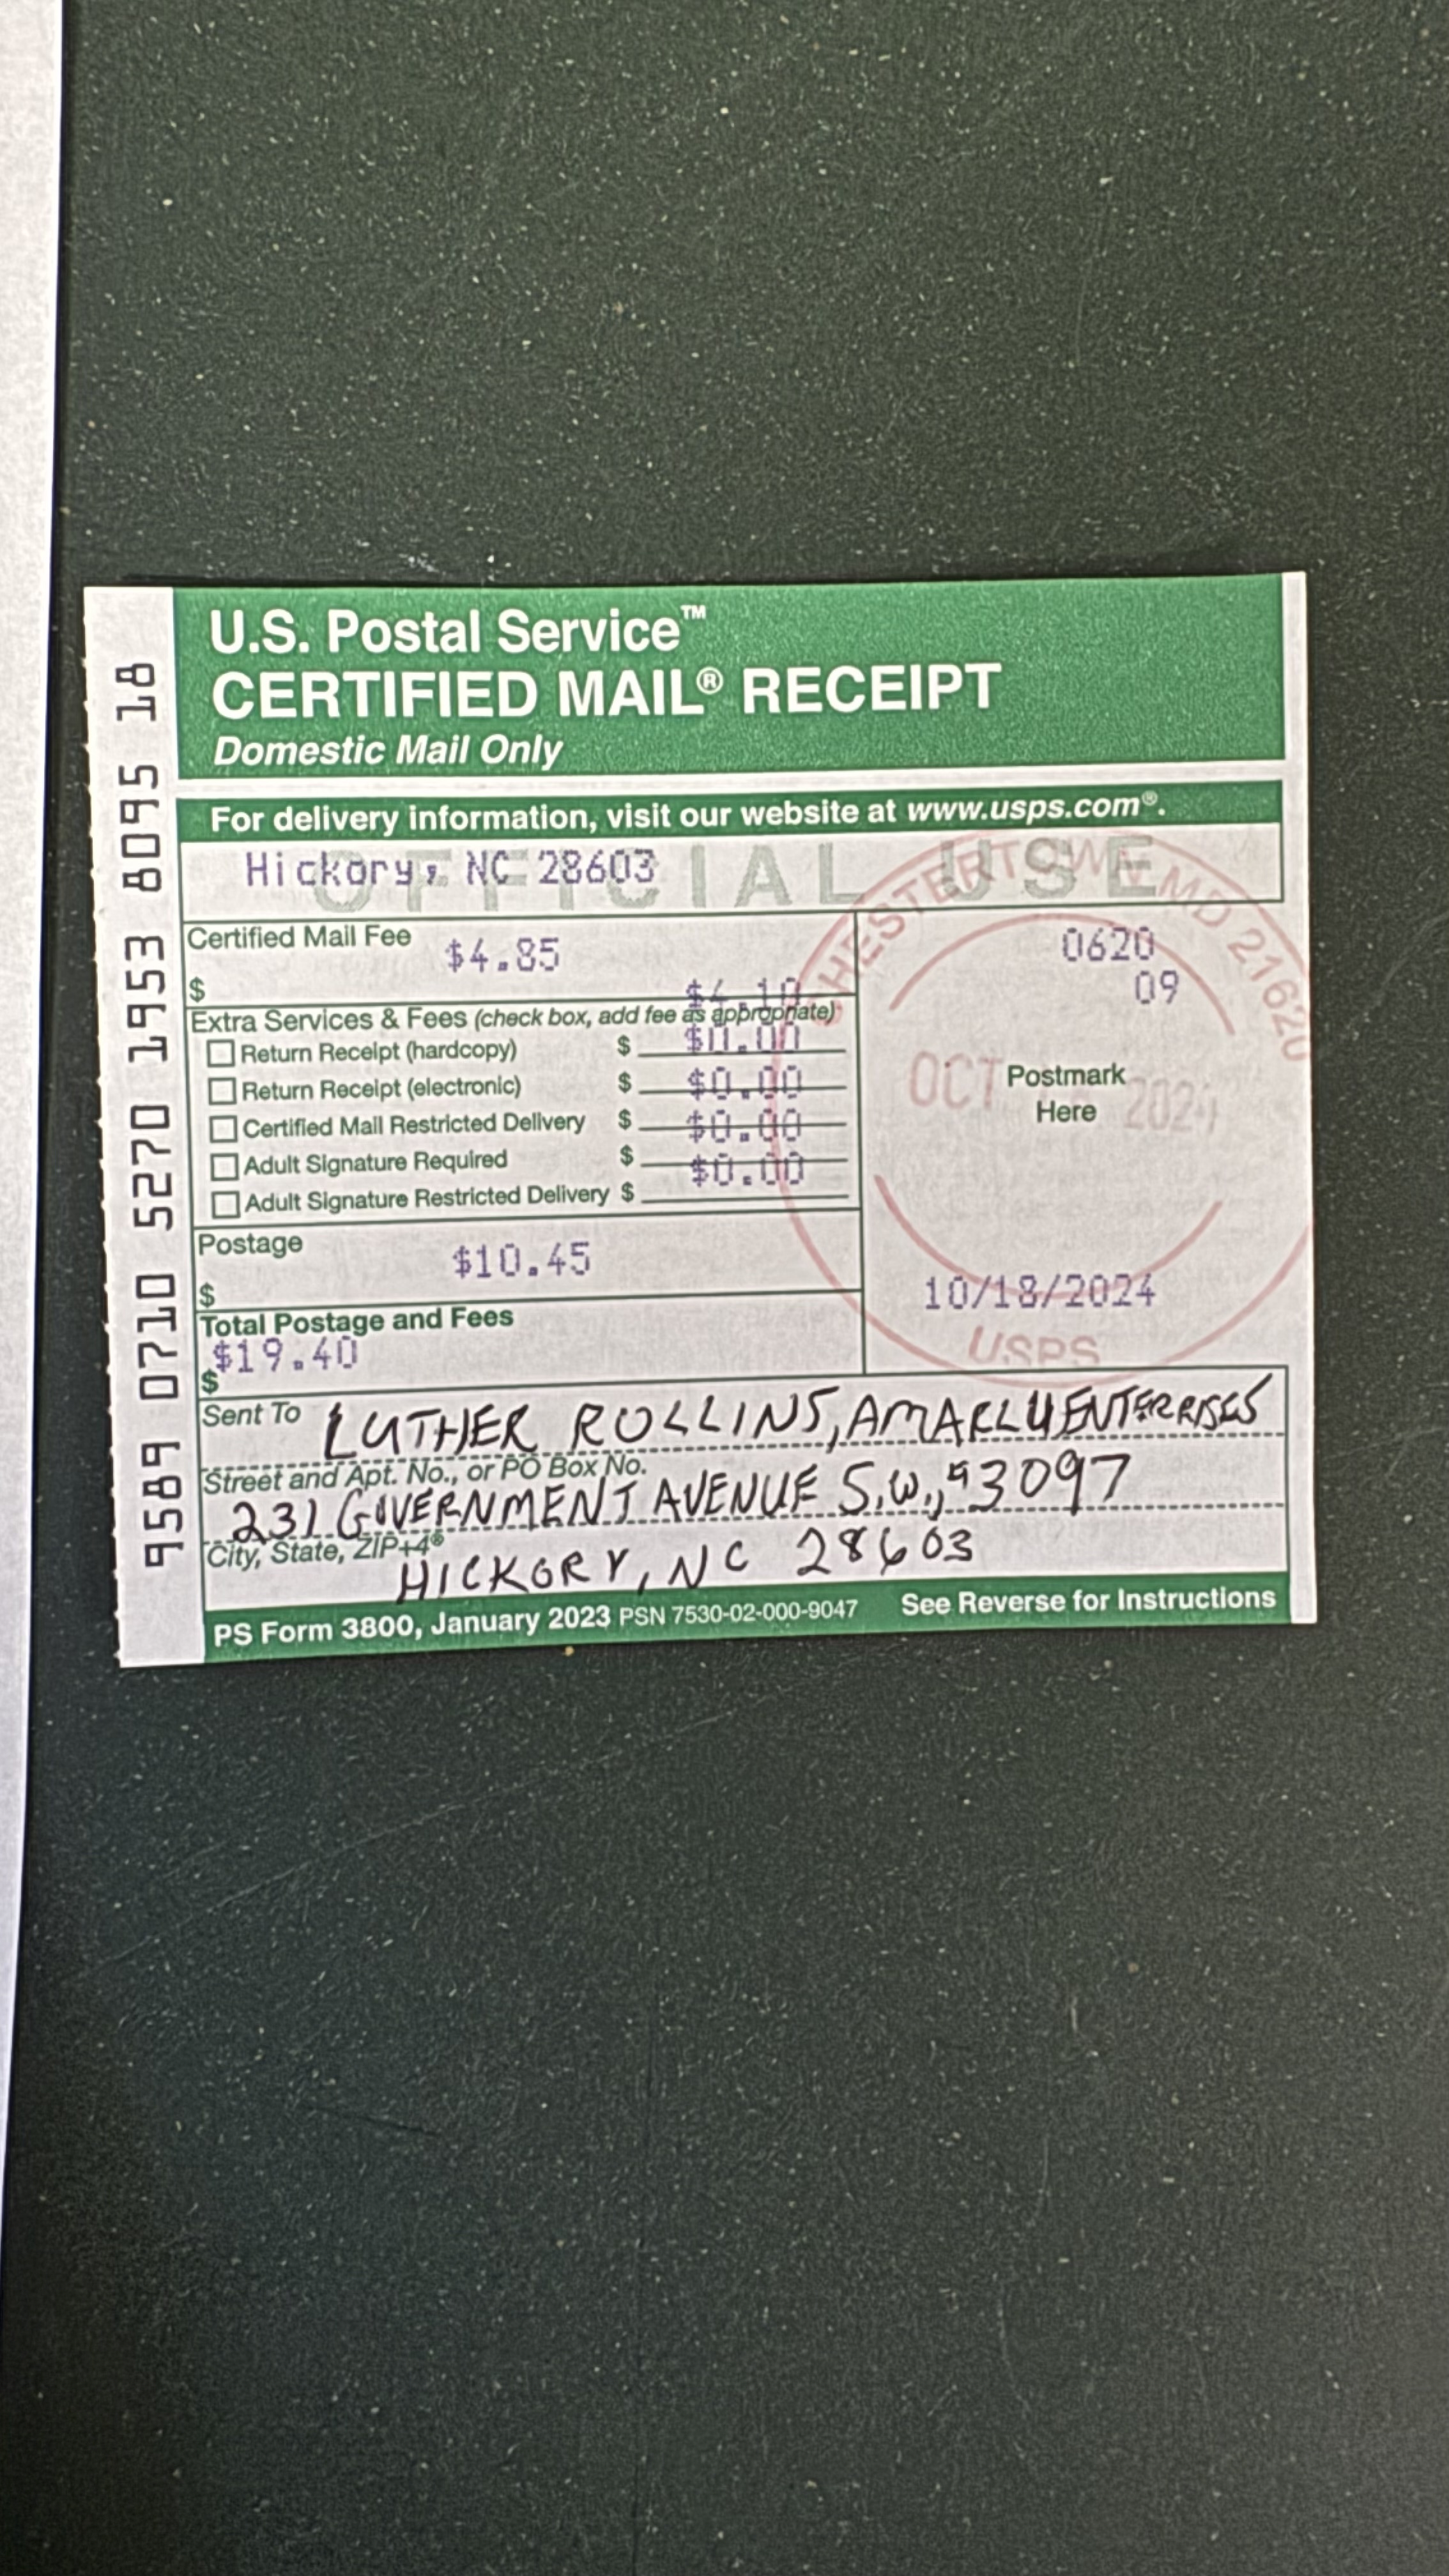 U.S. Postal Service™
CERTIFIED MAIL® RECEIPT
Domestic Mail Only
For delivery information, visit our website at www.usps.com®.
OFFICIAL USE
Hickory, NC 28603
Certified Mail Fee $4.85
$
$4.10
Extra Services & Fees (check box, add fee as appropriate)
Return Receipt (hardcopy) $ $0.00
Return Receipt (electronic) $ $0.00
Certified Mail Restricted Delivery $ $0.00
Adult Signature Required $ $0.00
Adult Signature Restricted Delivery $
Postage $10.45
$
Total Postage and Fees
$19.40
$
0620
09
Postmark
Here
10/18/2024
CHESTERTOWN MD 21620
OCT 2024
USPS
Sent To LUTHER ROLLINS, AMARLU ENTERRISES
Street and Apt. No., or PO Box No.
231 GOVERNMENT AVENUE S.W., #3097
City, State, ZIP+4®
HICKORY, NC 28603
PS Form 3800, January 2023 PSN 7530-02-000-9047 See Reverse for Instructions
9589 0710 5270 1953 8095 18